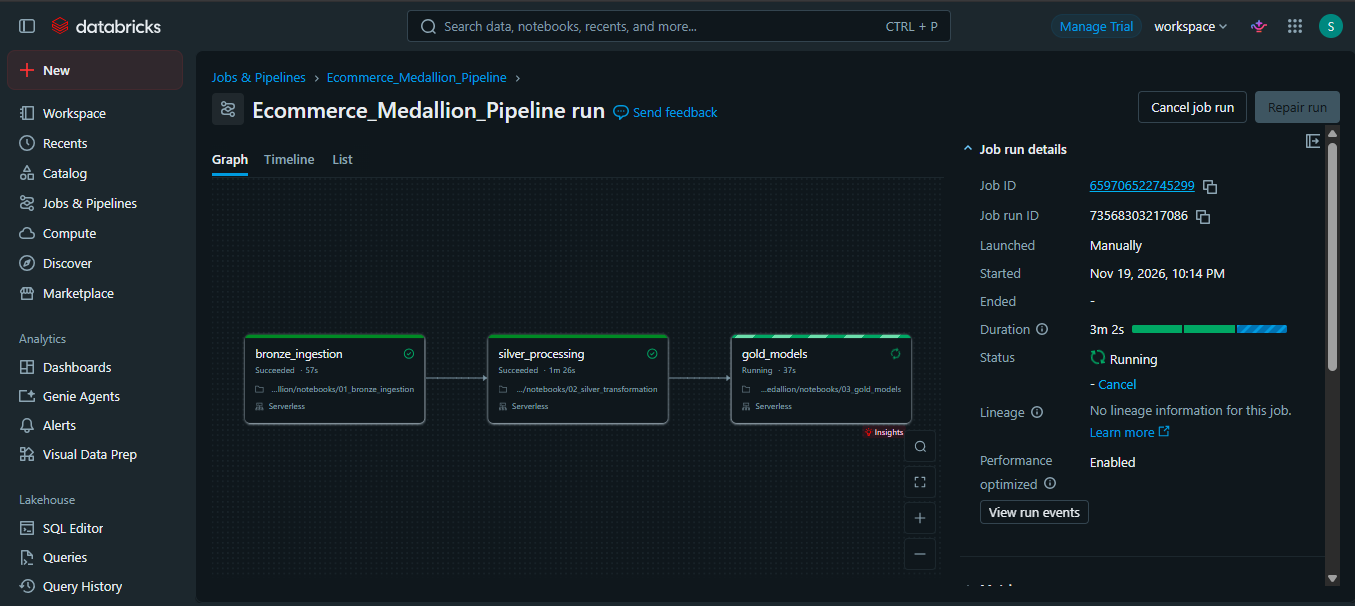 databricks
Search data, notebooks, recents, and more...
CTRL + P
Manage Trial
workspace
S
New
Workspace
Recents
Catalog
Jobs & Pipelines
Compute
Discover
Marketplace
Analytics
Dashboards
Genie Agents
Alerts
Visual Data Prep
Lakehouse
SQL Editor
Queries
Query History
Jobs & Pipelines › Ecommerce_Medallion_Pipeline ›
Ecommerce_Medallion_Pipeline run
Send feedback
Cancel job run
Repair run
Graph
Timeline
List
bronze_ingestion
Succeeded · 57s
...llion/notebooks/01_bronze_ingestion
Serverless
silver_processing
Succeeded · 1m 26s
.../notebooks/02_silver_transformation
Serverless
gold_models
Running · 37s
...edallion/notebooks/03_gold_models
Serverless
Insights
Job run details
Job ID
659706522745299
Job run ID
73568303217086
Launched
Manually
Started
Nov 19, 2026, 10:14 PM
Ended
-
Duration
3m 2s
Status
Running
- Cancel
Lineage
No lineage information for this job.
Learn more
Performance
optimized
Enabled
View run events